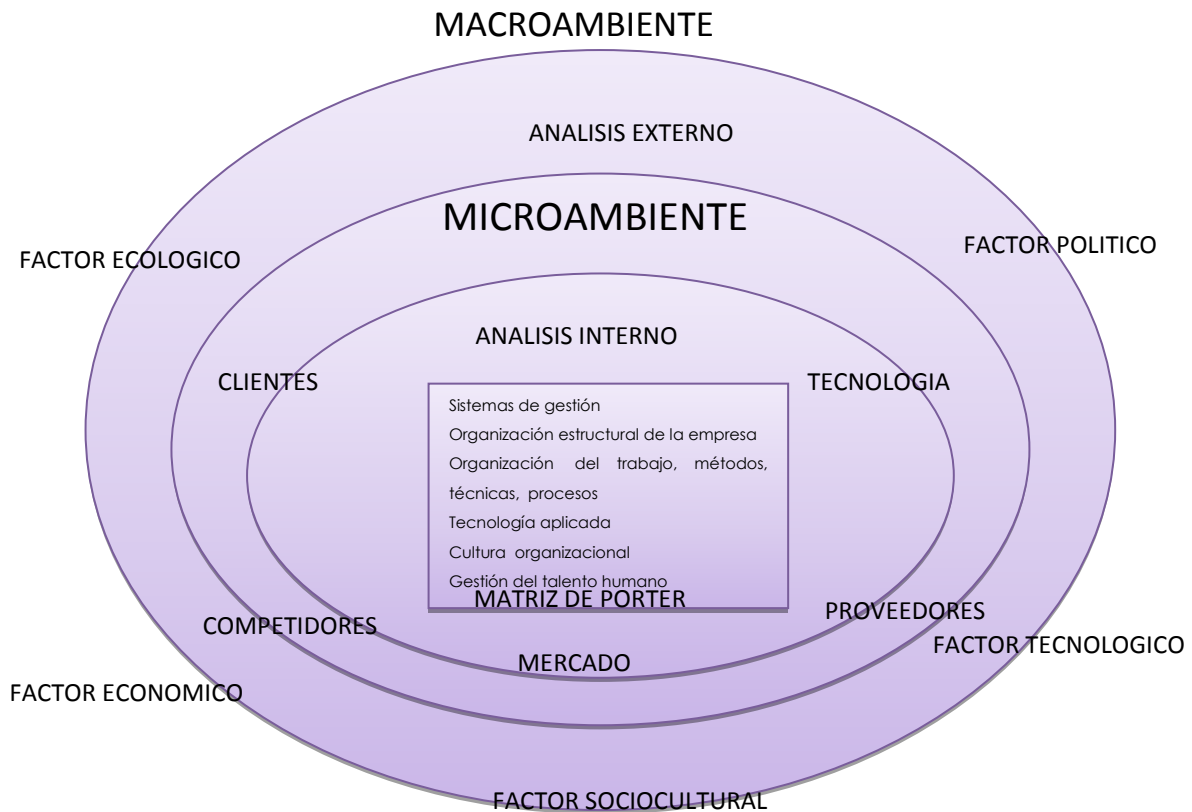 MACROAMBIENTE
ANALISIS EXTERNO
MICROAMBIENTE
FACTOR ECOLOGICO
FACTOR POLITICO
ANALISIS INTERNO
CLIENTES
TECNOLOGIA
Sistemas de gestión
Organización estructural de la empresa
Organización del trabajo, métodos,
técnicas, procesos
Tecnología aplicada
Cultura organizacional
Gestión del talento humano
MATRIZ DE PORTER
COMPETIDORES
PROVEEDORES
MERCADO
FACTOR TECNOLOGICO
FACTOR ECONOMICO
FACTOR SOCIOCULTURAL